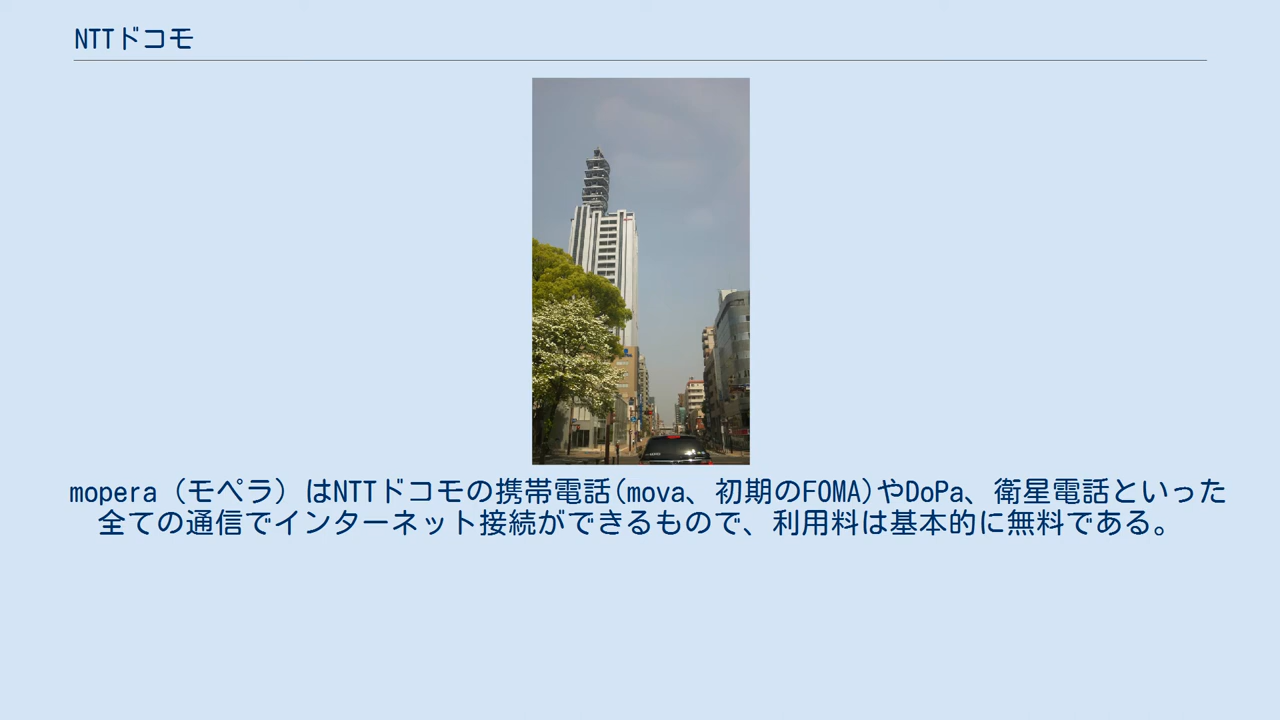 NTTドコモ
mopera（モペラ）はNTTドコモの携帯電話(mova、初期のFOMA)やDoPa、衛星電話といった
全ての通信でインターネット接続ができるもので、利用料は基本的に無料である。